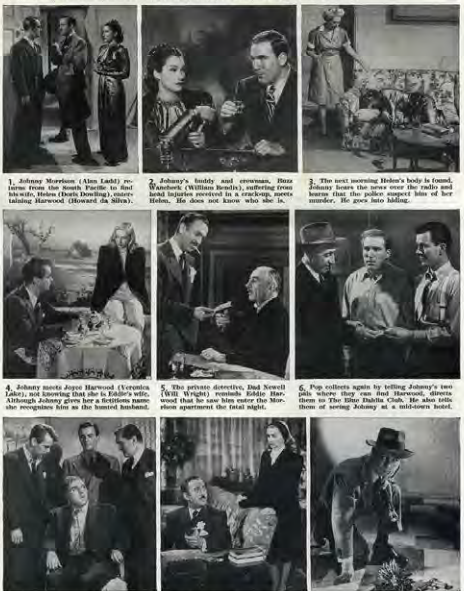 1. Johnny Morrison (Alan Ladd) re-
turns from the South Pacific to find
his wife, Helen (Doris Dowling), enter-
taining Harwood (Howard da Silva).
2. Johnny's buddy and crewman, Buzz
Wanchek (William Bendix), suffering from
head injuries received in a crack-up, meets
Helen. He does not know who she is.
3. The next morning Helen's body is found.
Johnny hears the news over the radio and
learns that the police suspect him of her
murder. He goes into hiding.
4. Johnny meets Joyce Harwood (Veronica
Lake), not knowing that she is Eddie's wife.
Although Johnny gives her a fictitious name
she recognizes him as the hunted husband.
5. The private detective, Dad Newell
(Will Wright) reminds Eddie Har-
wood that he saw him enter the Mor-
rison apartment the fatal night.
6. Pop collects again by telling Johnny's two
pals where they can find Harwood, directs
them to The Blue Dahlia Club. He also tells
them of seeing Johnny at a mid-town hotel.